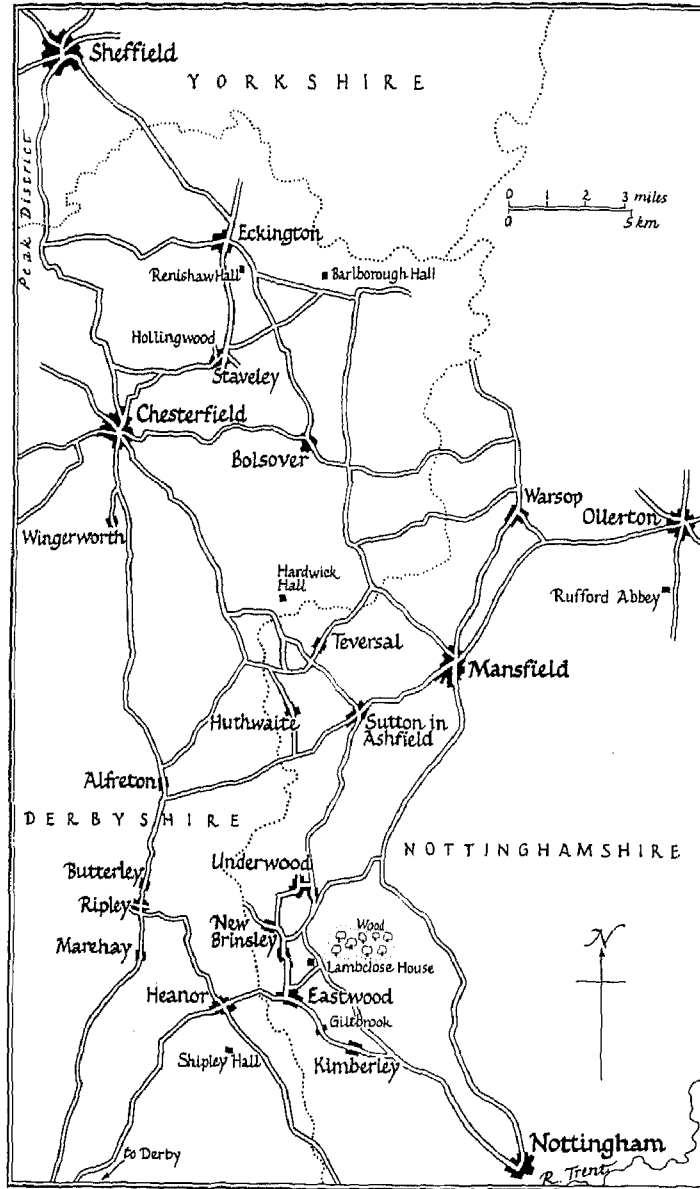 Sheffield
YORKSHIRE
Peak District
0 1 2 3 miles
0 5 km
Eckington
Renishaw Hall
Barlborough Hall
Hollingwood
Staveley
Chesterfield
Bolsover
Warsop
Ollerton
Wingerworth
Hardwick
Hall
Rufford Abbey
Teversal
Mansfield
Huthwaite
Sutton in
Ashfield
Alfreton
DERBYSHIRE
NOTTINGHAMSHIRE
Underwood
Butterley
Ripley
New
Brinsley
Wood
N
Marehay
Lambclose House
Heanor
Eastwood
Giltbrook
Shipley Hall
Kimberley
to Derby
Nottingham
R. Trent